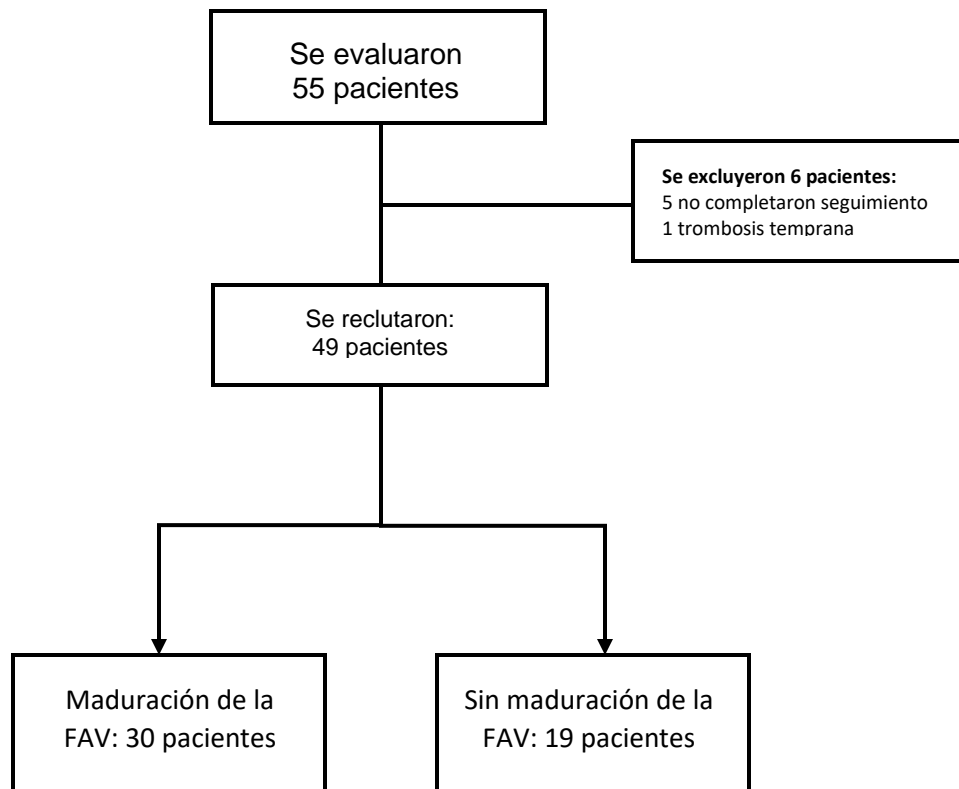 Se evaluaron
55 pacientes
Se excluyeron 6 pacientes:
5 no completaron seguimiento
1 trombosis temprana
Se reclutaron:
49 pacientes
Maduración de la
FAV: 30 pacientes
Sin maduración de la
FAV: 19 pacientes